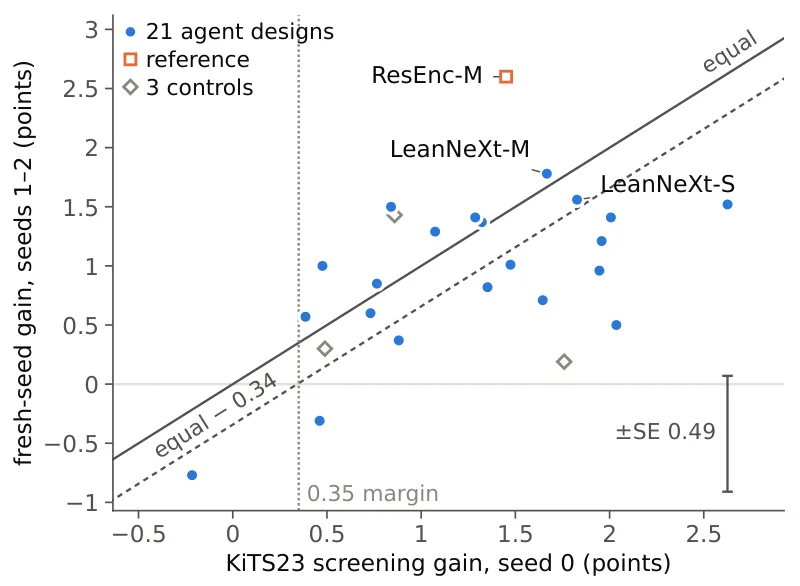 21 agent designs
reference
3 controls
ResEnc-M
equal
LeanNeXt-M
LeanNeXt-S
equal − 0.34
±SE 0.49
0.35 margin
3
2.5
2
1.5
1
0.5
0
−0.5
−1
−0.5
0
0.5
1
1.5
2
2.5
fresh-seed gain, seeds 1–2 (points)
KiTS23 screening gain, seed 0 (points)